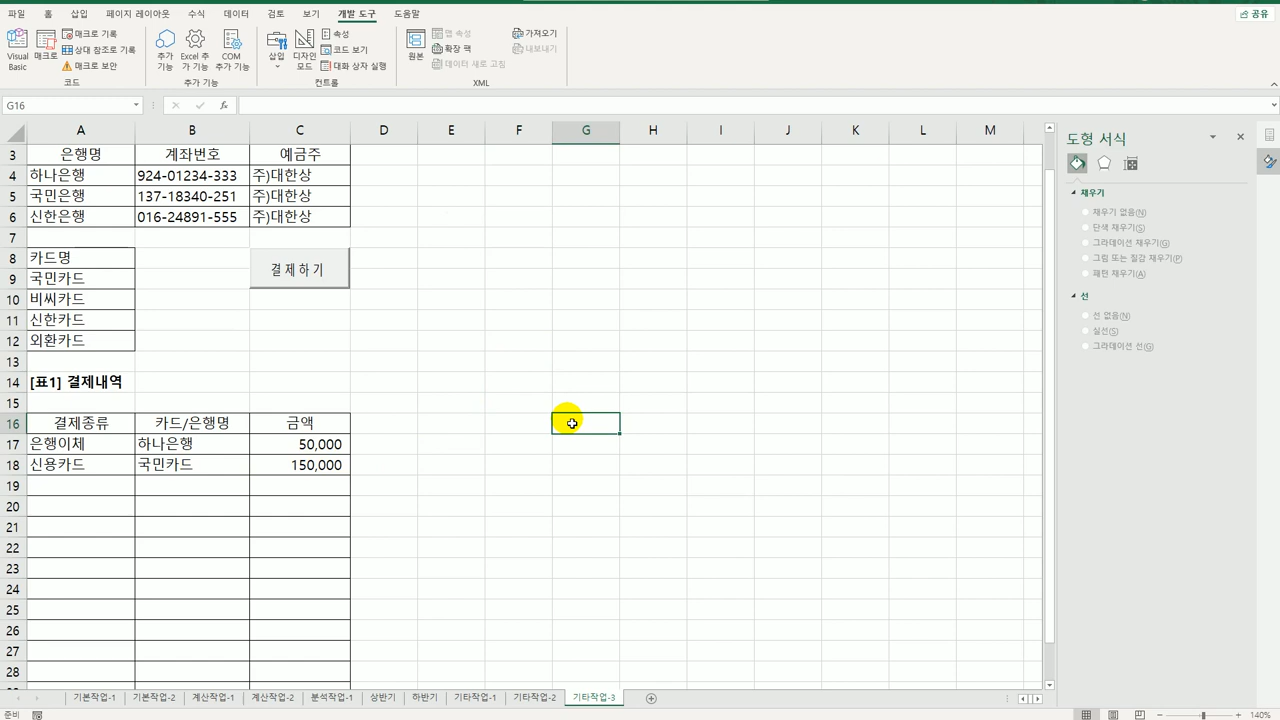 파일 홈 삽입 페이지 레이아웃 수식 데이터 검토 보기 개발 도구 도움말 공유
Visual Basic
매크로
매크로 기록
상대 참조로 기록
매크로 보안
코드
추가 기능
Excel 추가 기능
COM 추가 기능
추가 기능
삽입
디자인 모드
속성
코드 보기
대화 상자 실행
컨트롤
원본
맵 속성
확장 팩
데이터 새로 고침
가져오기
내보내기
XML
G16 fx
A B C D E F G H I J K L M
3 은행명 계좌번호 예금주
4 하나은행 924-01234-333 주)대한상
5 국민은행 137-18340-251 주)대한상
6 신한은행 016-24891-555 주)대한상
7
8 카드명
결제하기
9 국민카드
10 비씨카드
11 신한카드
12 외환카드
13
14 [표1] 결제내역
15
16 결제종류 카드/은행명 금액
17 은행이체 하나은행 50,000
18 신용카드 국민카드 150,000
19
20
21
22
23
24
25
26
27
28
도형 서식
채우기
채우기 없음(N)
단색 채우기(S)
그라데이션 채우기(G)
그림 또는 질감 채우기(P)
패턴 채우기(A)
선
선 없음(N)
실선(S)
그라데이션 선(G)
기본작업-1 기본작업-2 계산작업-1 계산작업-2 분석작업-1 상반기 하반기 기타작업-1 기타작업-2 기타작업-3
준비 140%